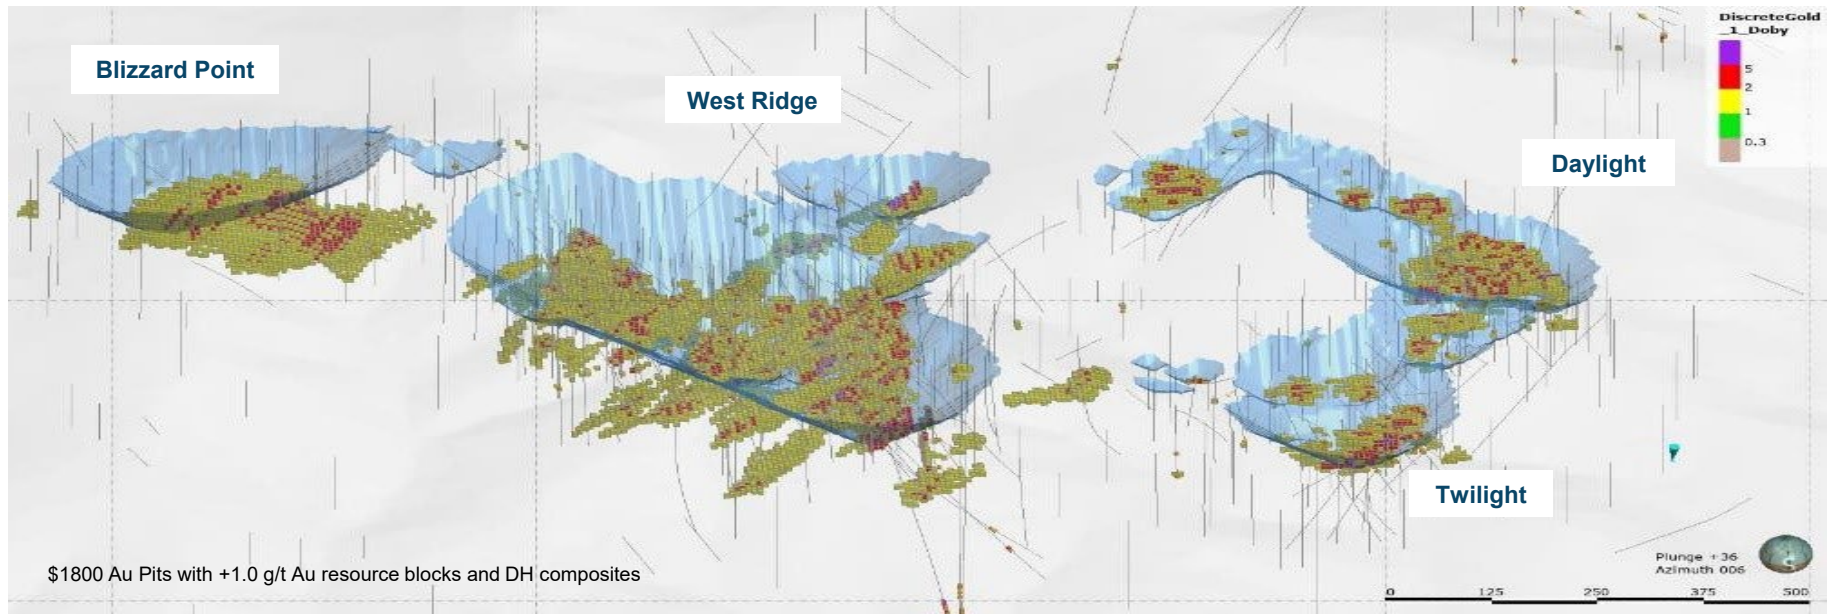 Blizzard Point
West Ridge
Daylight
Twilight
DiscreteGold
_1_Doby
5
2
1
0.3
$1800 Au Pits with +1.0 g/t Au resource blocks and DH composites
Plunge +36
Azimuth 006
0 125 250 375 500